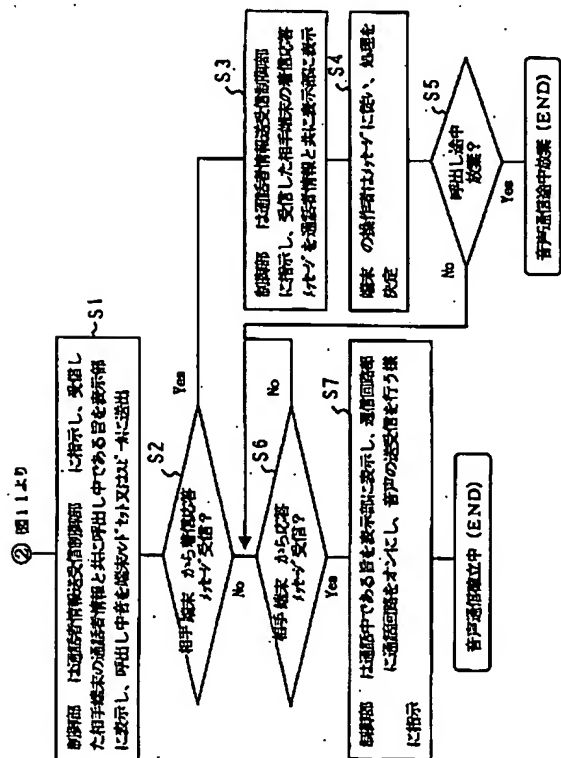 ② 図11より
S1
制御部 は通話者情報送受信制御部 に指示し、受信し
た相手端末の通話者情報と共に呼出し中である旨を表示部
に表示し、呼出し中音を端末ハンドセット又はスピーカに送出
S2
相手端末 から着信応答
メッセージ受信?
Yes
No
S3
制御部 は通話者情報送受信制御部
に指示し、受信した相手端末の着信応答
メッセージを通話者情報と共に表示部に表示
S4
端末 の操作者はメッセージに従い、処理を
決定
S5
呼出し途中
放棄?
No
Yes
音声通信途中放棄 (END)
S6
相手端末 から応答
メッセージ受信?
No
Yes
S7
制御部 は通話中である旨を表示部に表示し、通信回路部
に通話回路をオンにし、音声の送受信を行う様
に指示
音声通信確立中 (END)